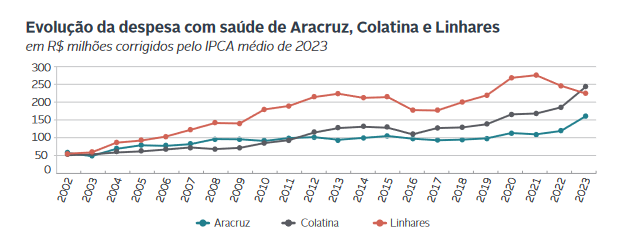 Evolução da despesa com saúde de Aracruz, Colatina e Linhares
em R$ milhões corrigidos pelo IPCA médio de 2023
300
250
200
150
100
50
0
2002 2003 2004 2005 2006 2007 2008 2009 2010 2011 2012 2013 2014 2015 2016 2017 2018 2019 2020 2021 2022 2023
Aracruz Colatina Linhares